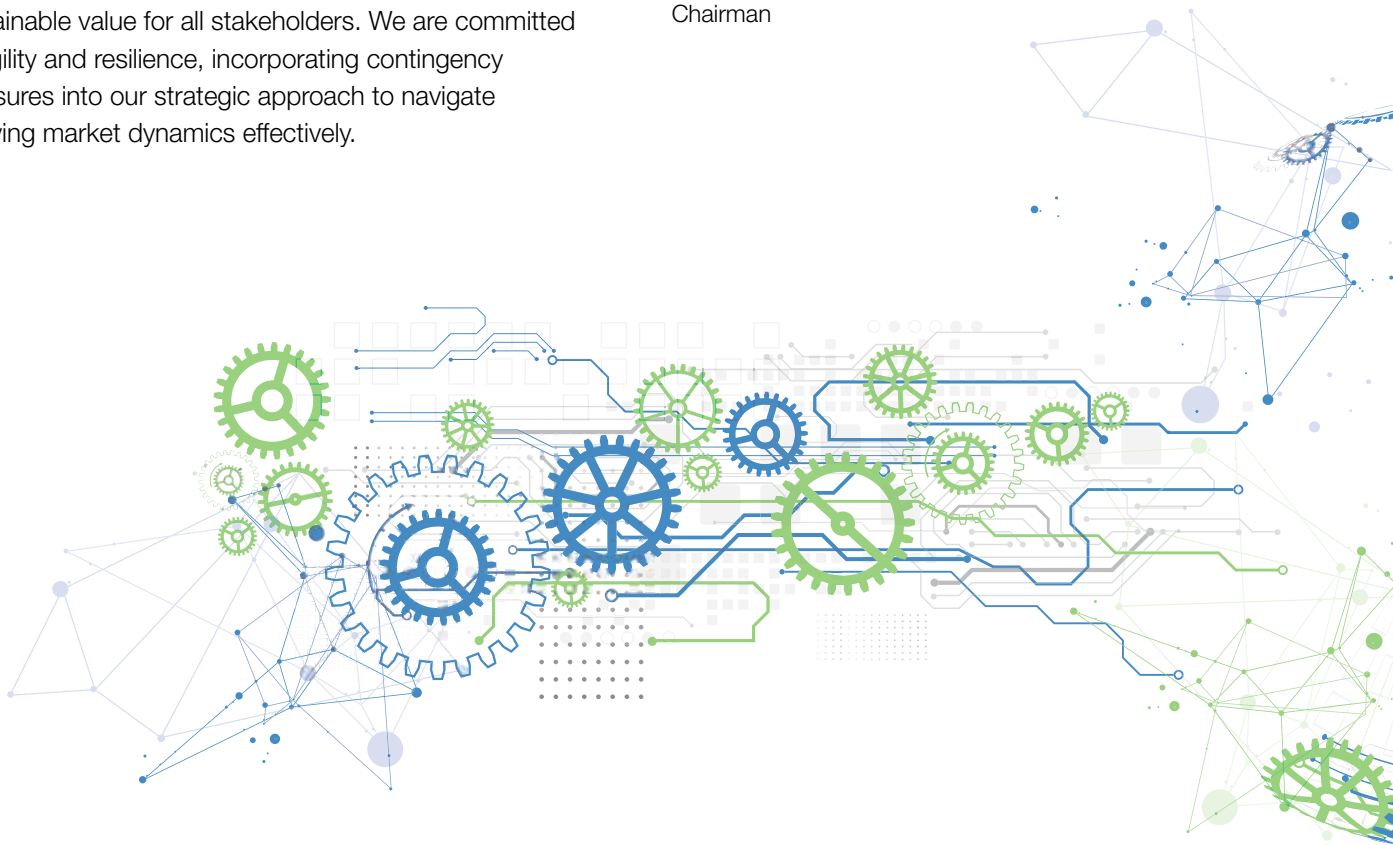 ainable value for all stakeholders. We are committed
gility and resilience, incorporating contingency
sures into our strategic approach to navigate
ing market dynamics effectively.
Chairman